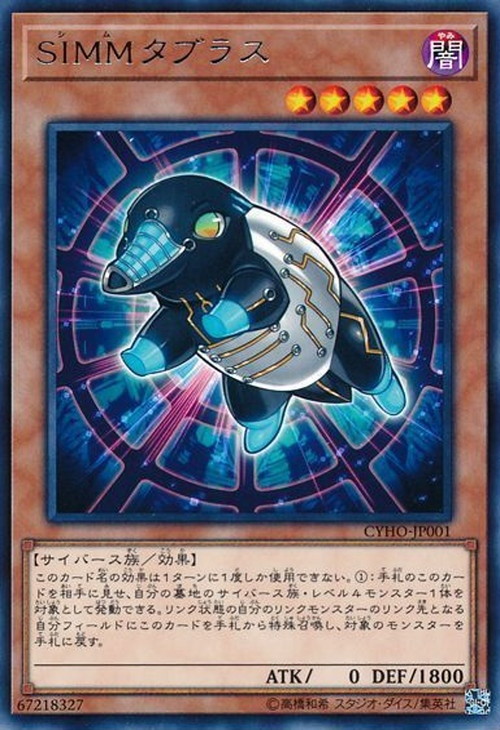 SIMMタブラス
シム
闇
やみ
CYHO-JP001
【サイバース族／効果】
このカード名の効果は1ターンに1度しか使用できない。①：手札のこのカー
ドを相手に見せ、自分の墓地のサイバース族・レベル4モンスター1体を
対象として発動できる。リンク状態の自分のリンクモンスターのリンク先となる
自分フィールドにこのカードを手札から特殊召喚し、対象のモンスターを
手札に戻す。
ATK/ 0 DEF/1800
67218327
©高橋和希 スタジオ・ダイス/集英社